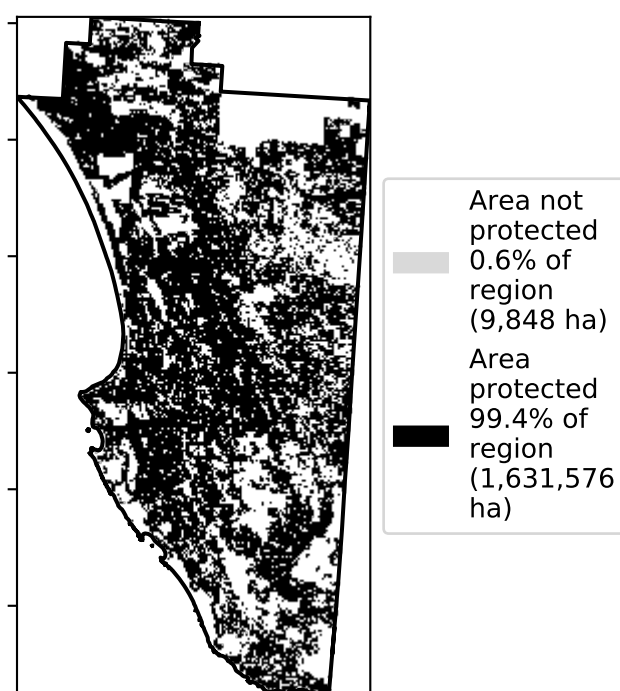 Area not
protected
0.6% of
region
(9,848 ha)
Area
protected
99.4% of
region
(1,631,576
ha)